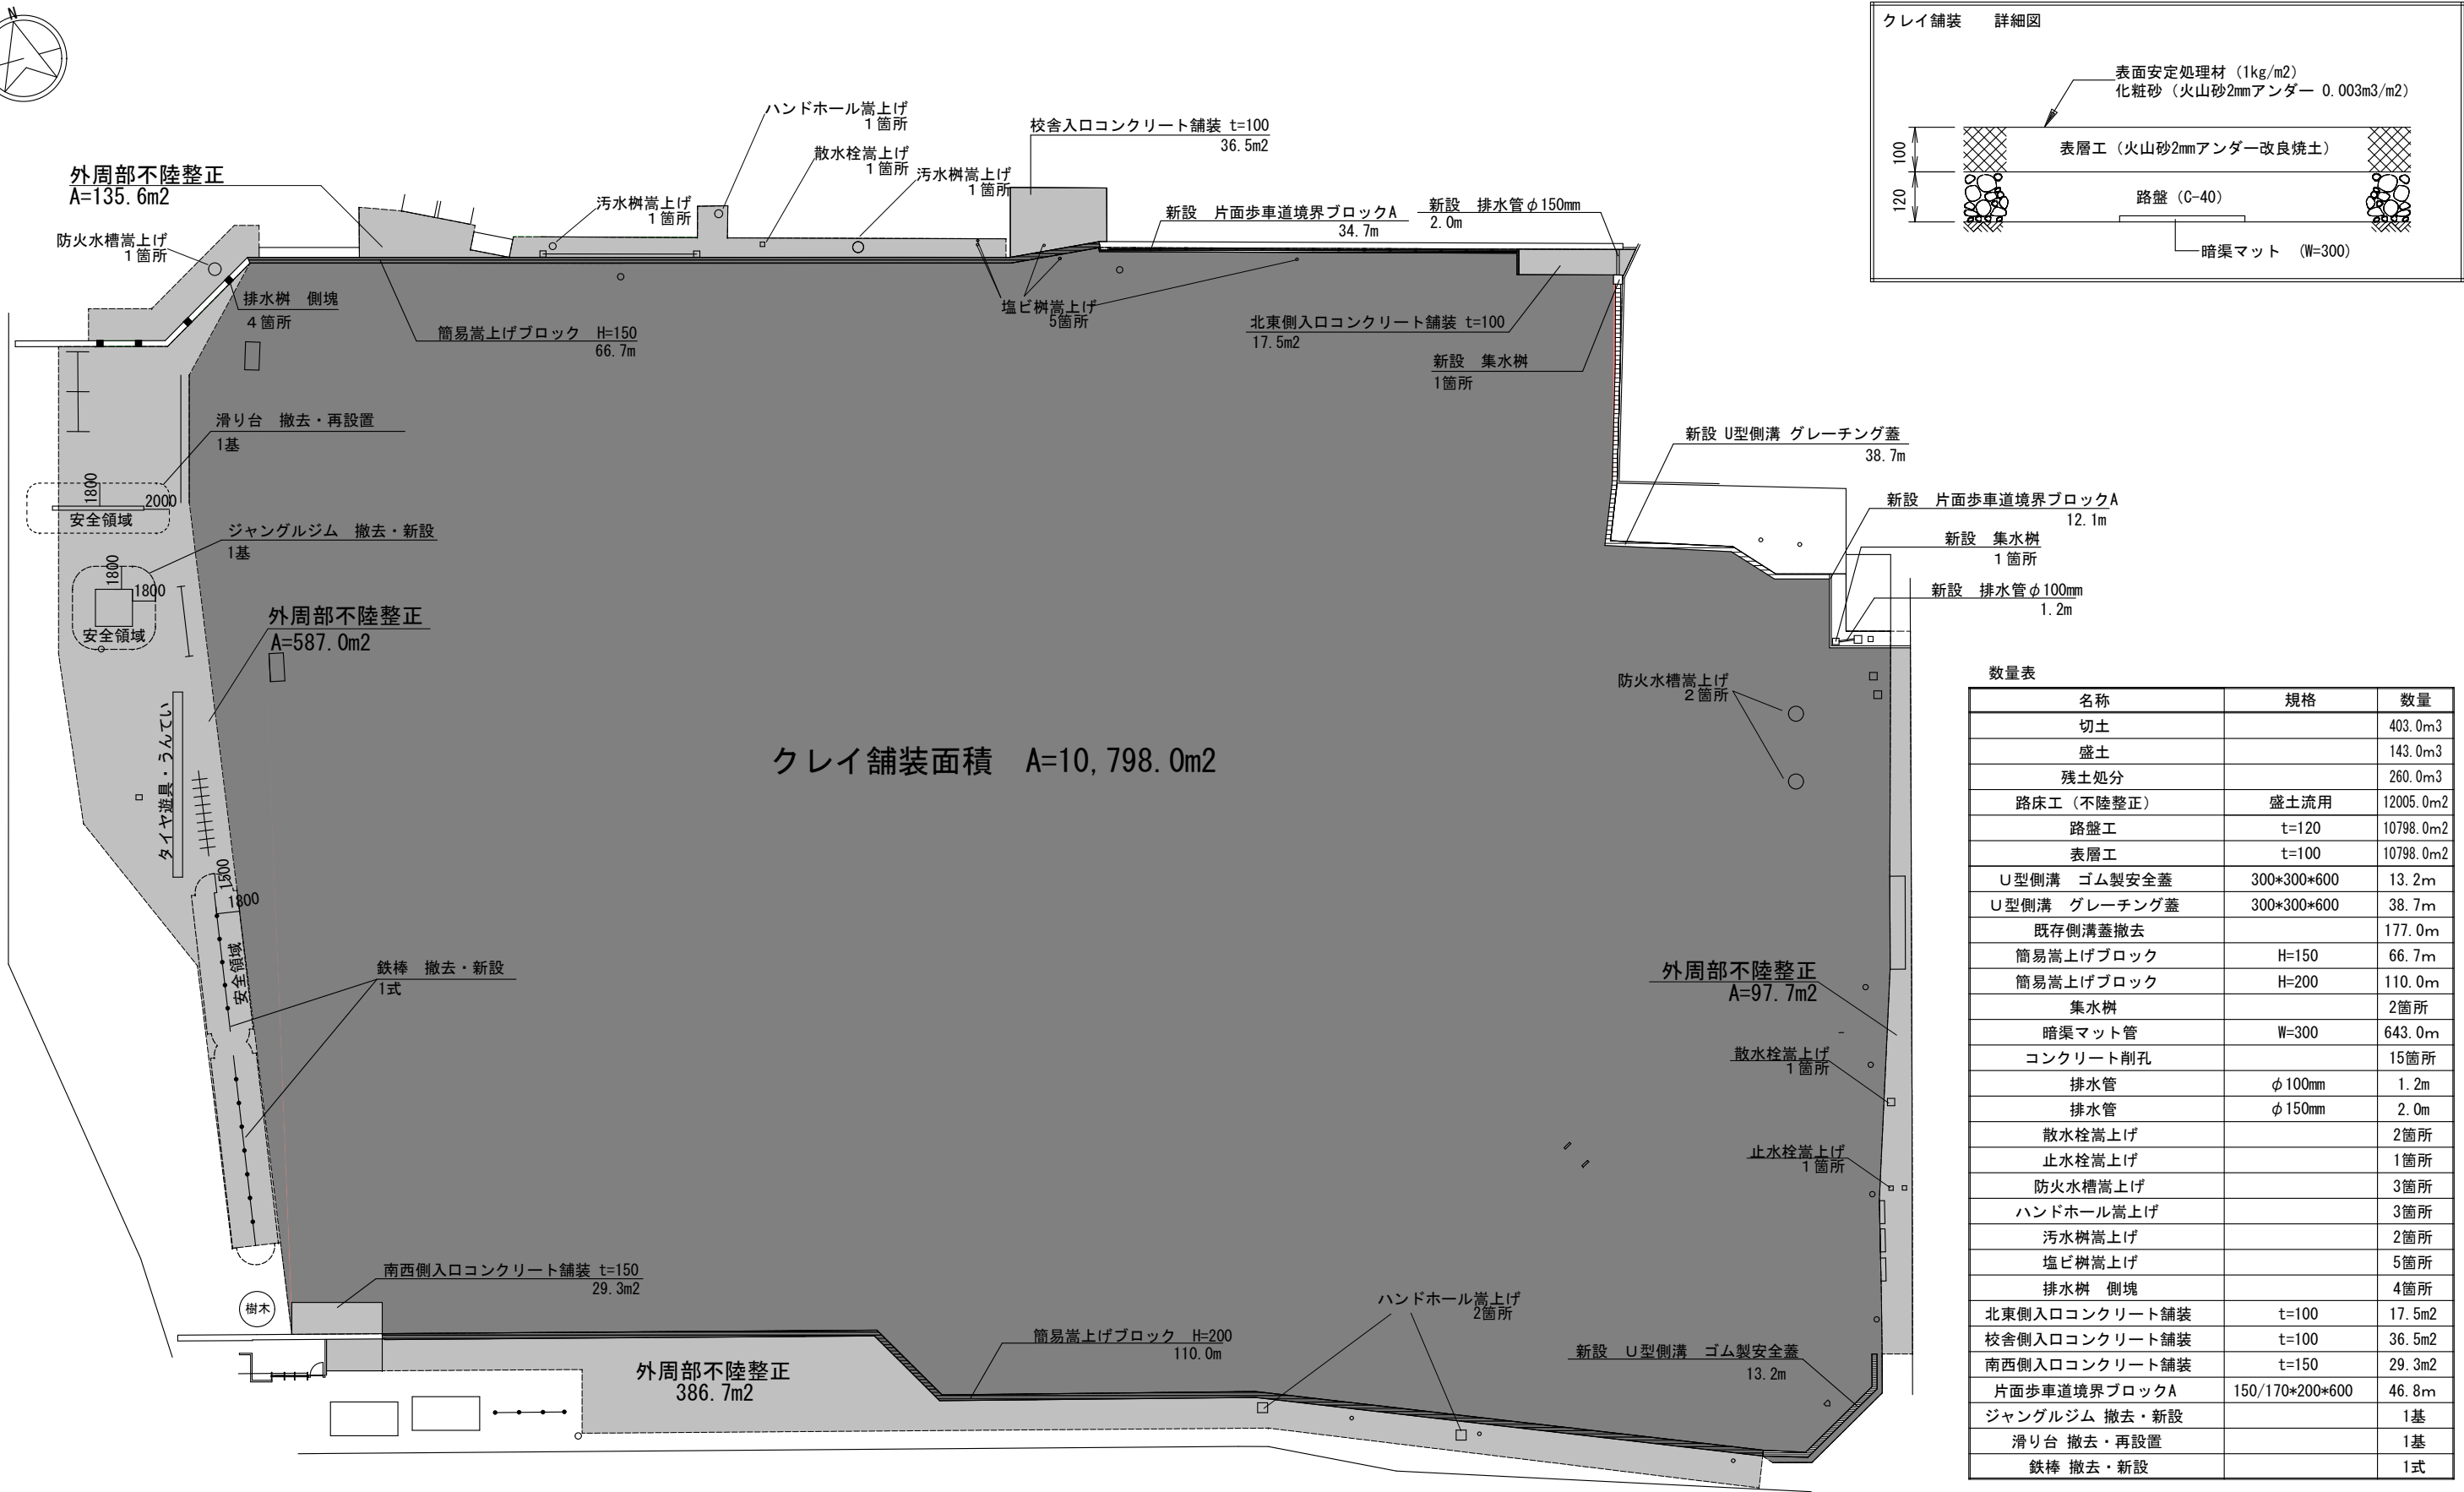 N
クレイ舗装　詳細図
表面安定処理材（1kg/m2）
化粧砂（火山砂2mmアンダー 0.003m3/m2）
100
表層工（火山砂2mmアンダー改良焼土）
120
路盤（C-40）
暗渠マット　（W=300）
外周部不陸整正
A=135.6m2
ハンドホール嵩上げ
1箇所
散水栓嵩上げ
1箇所
汚水桝嵩上げ
1箇所
汚水桝嵩上げ
1箇所
校舎入口コンクリート舗装 t=100
36.5m2
新設　片面歩車道境界ブロックA
34.7m
新設　排水管φ150mm
2.0m
防火水槽嵩上げ
1箇所
排水桝　側塊
4箇所
簡易嵩上げブロック　H=150
66.7m
塩ビ桝嵩上げ
5箇所
北東側入口コンクリート舗装 t=100
17.5m2
新設　集水桝
1箇所
滑り台　撤去・再設置
1基
1800
2000
安全領域
ジャングルジム　撤去・新設
1基
1800
1800
安全領域
新設 U型側溝 グレーチング蓋
38.7m
新設　片面歩車道境界ブロックA
12.1m
新設　集水桝
1箇所
新設　排水管φ100mm
1.2m
外周部不陸整正
A=587.0m2
防火水槽嵩上げ
2箇所
タイヤ遊具・うんてい
クレイ舗装面積　A=10,798.0m2
1500
1800
安全領域
鉄棒　撤去・新設
1式
外周部不陸整正
A=97.7m2
散水栓嵩上げ
1箇所
止水栓嵩上げ
1箇所
南西側入口コンクリート舗装 t=150
29.3m2
樹木
ハンドホール嵩上げ
2箇所
簡易嵩上げブロック　H=200
110.0m
新設　U型側溝　ゴム製安全蓋
13.2m
外周部不陸整正
386.7m2
数量表
名称　規格　数量
切土　403.0m3
盛土　143.0m3
残土処分　260.0m3
路床工（不陸整正）　盛土流用　12005.0m2
路盤工　t=120　10798.0m2
表層工　t=100　10798.0m2
U型側溝　ゴム製安全蓋　300*300*600　13.2m
U型側溝　グレーチング蓋　300*300*600　38.7m
既存側溝蓋撤去　177.0m
簡易嵩上げブロック　H=150　66.7m
簡易嵩上げブロック　H=200　110.0m
集水桝　2箇所
暗渠マット管　W=300　643.0m
コンクリート削孔　15箇所
排水管　φ100mm　1.2m
排水管　φ150mm　2.0m
散水栓嵩上げ　2箇所
止水栓嵩上げ　1箇所
防火水槽嵩上げ　3箇所
ハンドホール嵩上げ　3箇所
汚水桝嵩上げ　2箇所
塩ビ桝嵩上げ　5箇所
排水桝　側塊　4箇所
北東側入口コンクリート舗装　t=100　17.5m2
校舎側入口コンクリート舗装　t=100　36.5m2
南西側入口コンクリート舗装　t=150　29.3m2
片面歩車道境界ブロックA　150/170*200*600　46.8m
ジャングルジム 撤去・新設　1基
滑り台 撤去・再設置　1基
鉄棒 撤去・新設　1式